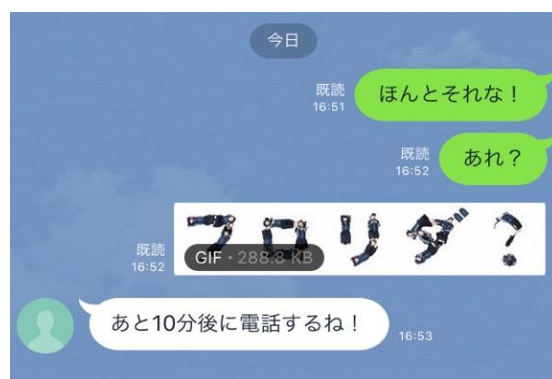 今日
ほんとそれな！
既読
16:51
あれ？
既読
16:52
フロリダ？
GIF・288.8 KB
既読
16:52
あと10分後に電話するね！
16:53